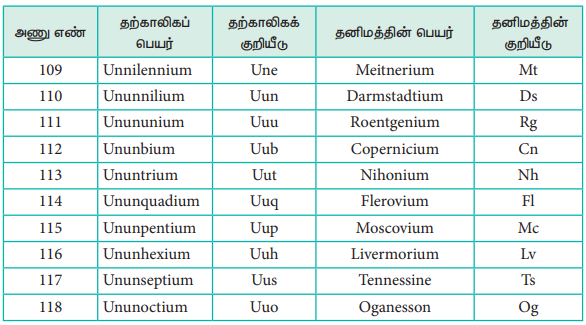 அணு எண் தற்காலிகப் பெயர் தற்காலிகக் குறியீடு தனிமத்தின் பெயர் தனிமத்தின் குறியீடு
109 Unnilennium Une Meitnerium Mt
110 Ununnilium Uun Darmstadtium Ds
111 Unununium Uuu Roentgenium Rg
112 Ununbium Uub Copernicium Cn
113 Ununtrium Uut Nihonium Nh
114 Ununquadium Uuq Flerovium Fl
115 Ununpentium Uup Moscovium Mc
116 Ununhexium Uuh Livermorium Lv
117 Ununseptium Uus Tennessine Ts
118 Ununoctium Uuo Oganesson Og